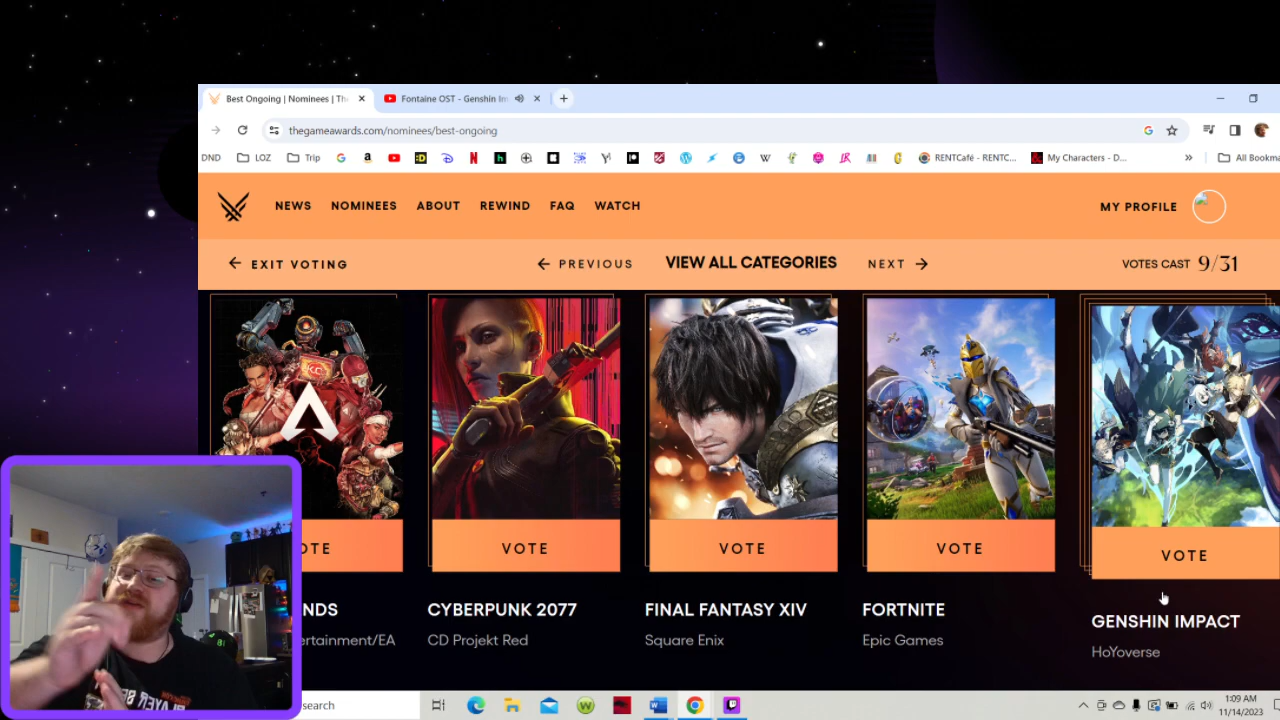 Best Ongoing | Nominees | The
Fontaine OST - Genshin Im
thegameawards.com/nominees/best-ongoing
DND LOZ Trip RENTCafé - RENTC... My Characters - D... All Bookma
NEWS NOMINEES ABOUT REWIND FAQ WATCH MY PROFILE
EXIT VOTING PREVIOUS VIEW ALL CATEGORIES NEXT VOTES CAST 9/31
OTE VOTE VOTE VOTE VOTE
NDS CYBERPUNK 2077 FINAL FANTASY XIV FORTNITE GENSHIN IMPACT
ertainment/EA CD Projekt Red Square Enix Epic Games HoYoverse
search
1:09 AM
11/14/2023